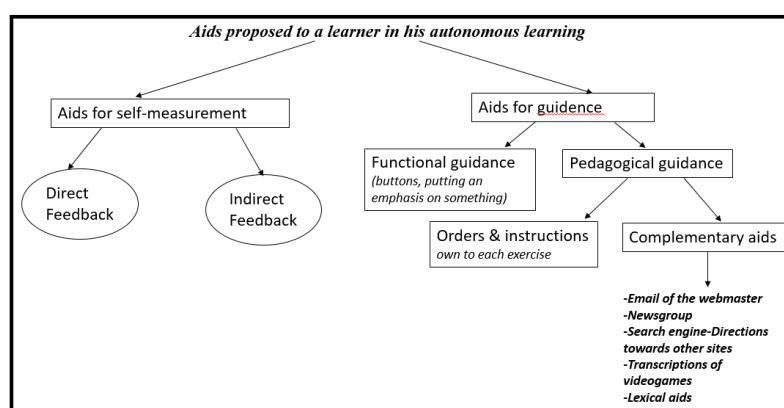 Aids proposed to a learner in his autonomous learning
Aids for self-measurement
Aids for guidence
Direct
Feedback
Indirect
Feedback
Functional guidance
(buttons, putting an
emphasis on something)
Pedagogical guidance
Orders & instructions
own to each exercise
Complementary aids
-Email of the webmaster
-Newsgroup
-Search engine-Directions
towards other sites
-Transcriptions of
videogames
-Lexical aids